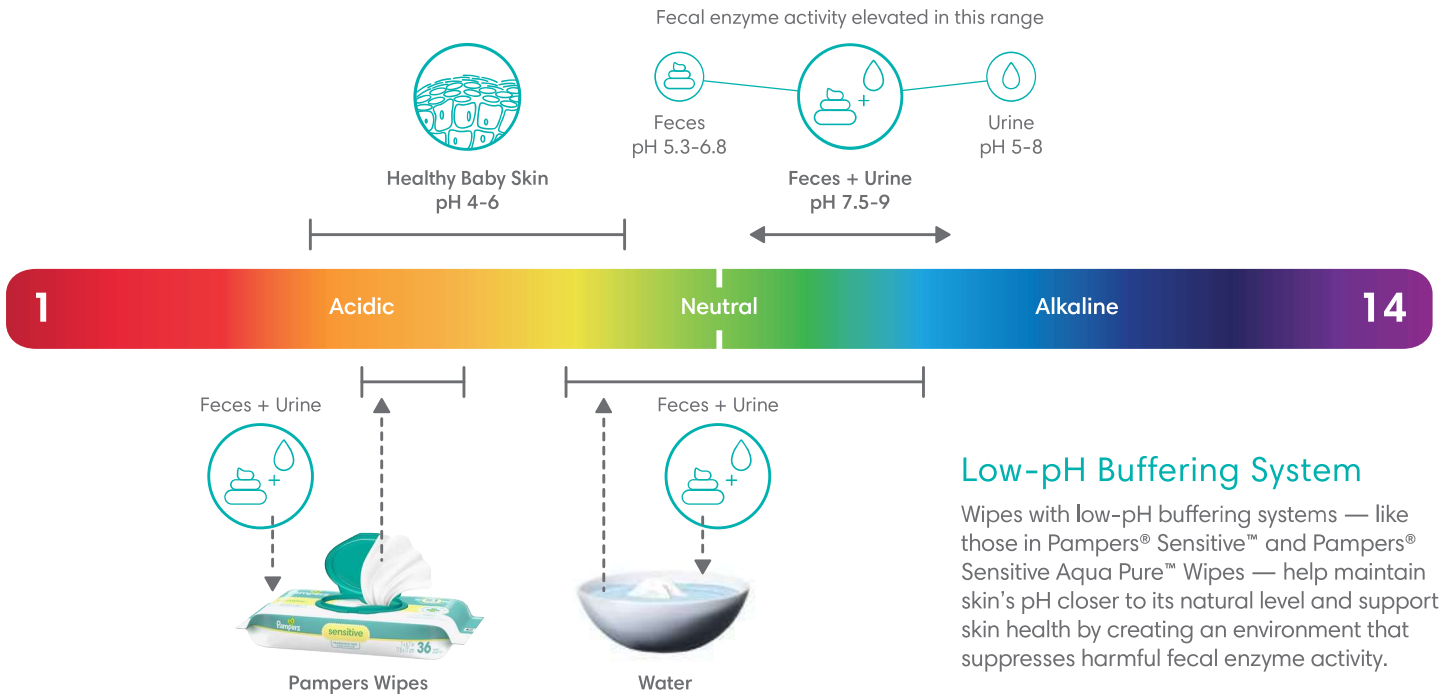 Fecal enzyme activity elevated in this range
Feces
pH 5.3-6.8
Urine
pH 5-8
Healthy Baby Skin
pH 4-6
Feces + Urine
pH 7.5-9
1
Acidic
Neutral
Alkaline
14
Feces + Urine
Feces + Urine
Pampers
sensitive
36
Pampers Wipes
Water
Low-pH Buffering System
Wipes with low-pH buffering systems — like
those in Pampers® Sensitive™ and Pampers®
Sensitive Aqua Pure™ Wipes — help maintain
skin’s pH closer to its natural level and support
skin health by creating an environment that
suppresses harmful fecal enzyme activity.